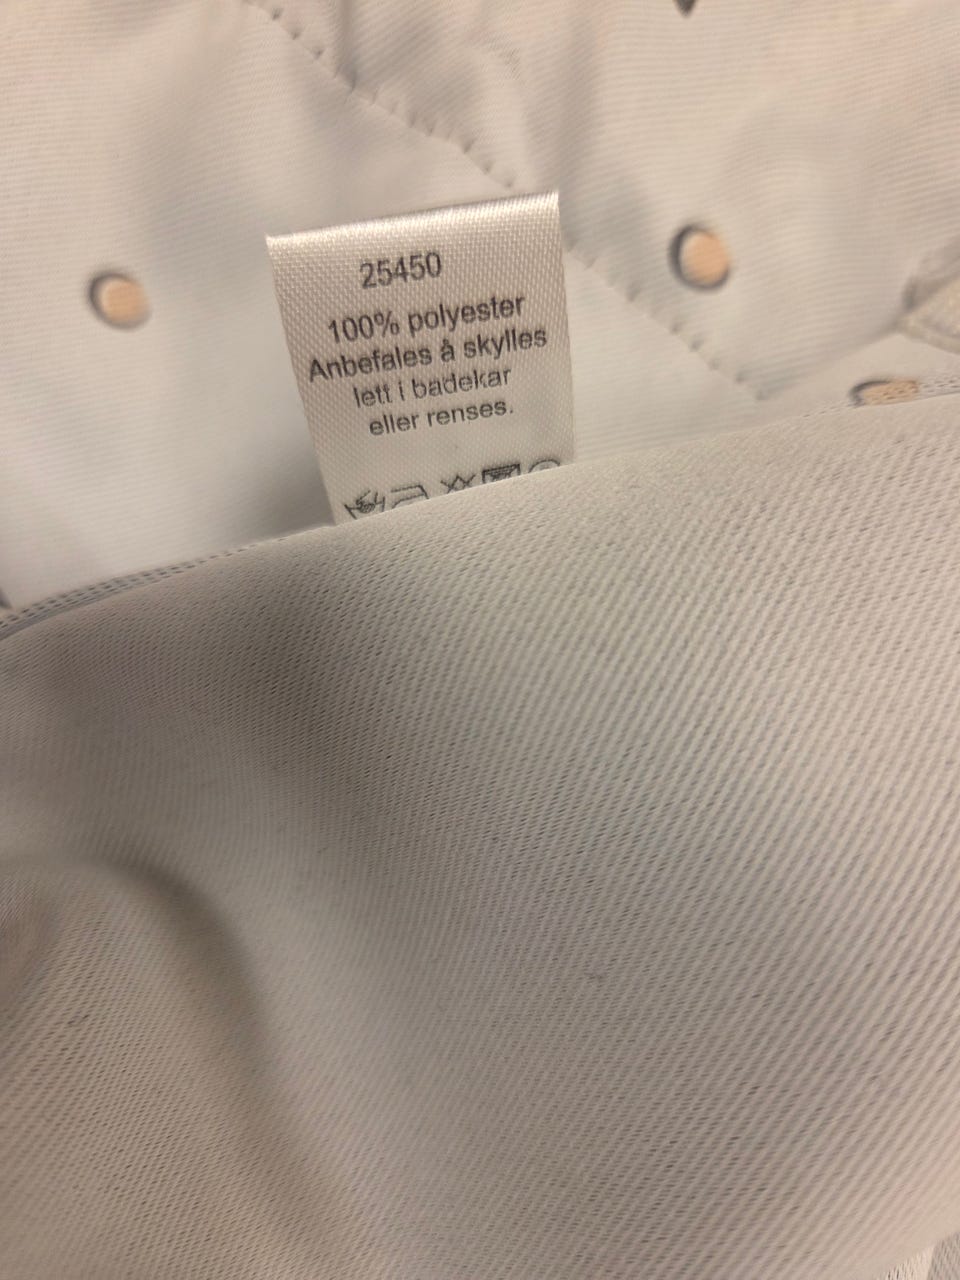 25450
100% polyester
Anbefales å skylles
lett i badekar
eller renses.